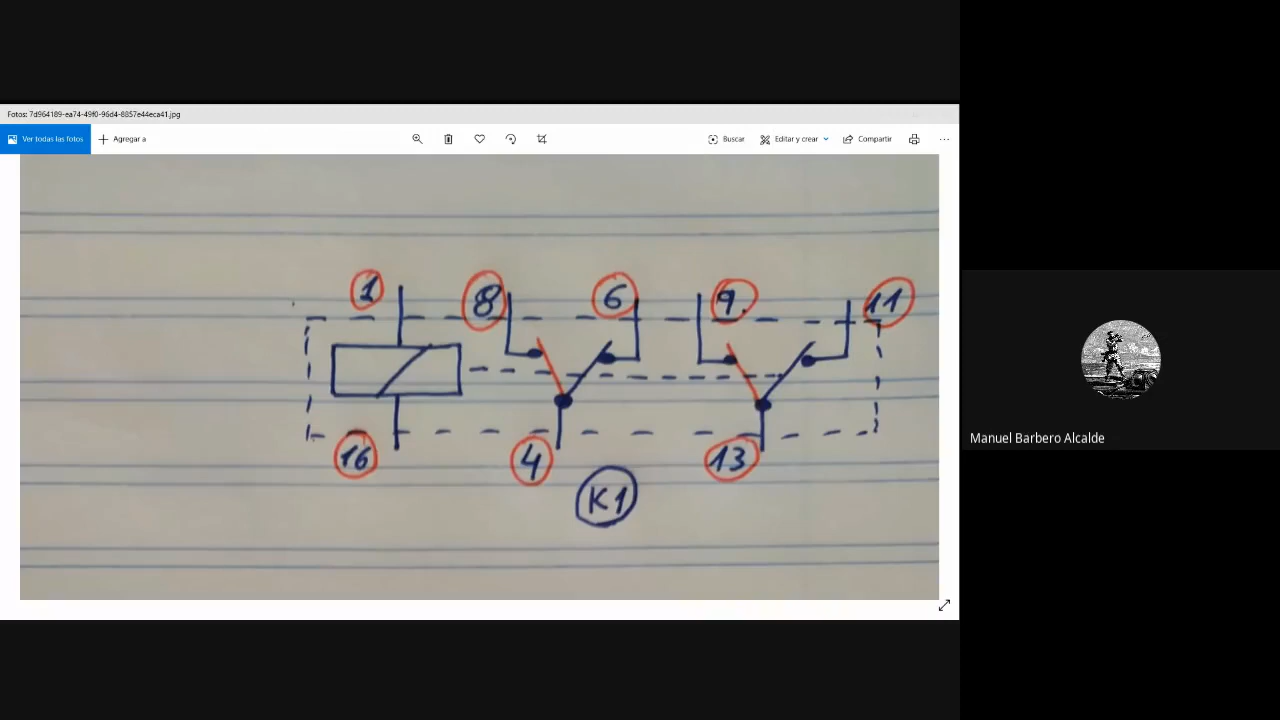 Fotos: 7d964189-ea74-49f0-96d4-8857e44eca41.jpg
Ver todas las fotos
Agregar a
Buscar
Editar y crear
Compartir
1
8
6
9.
11
16
4
13
K1
Manuel Barbero Alcalde